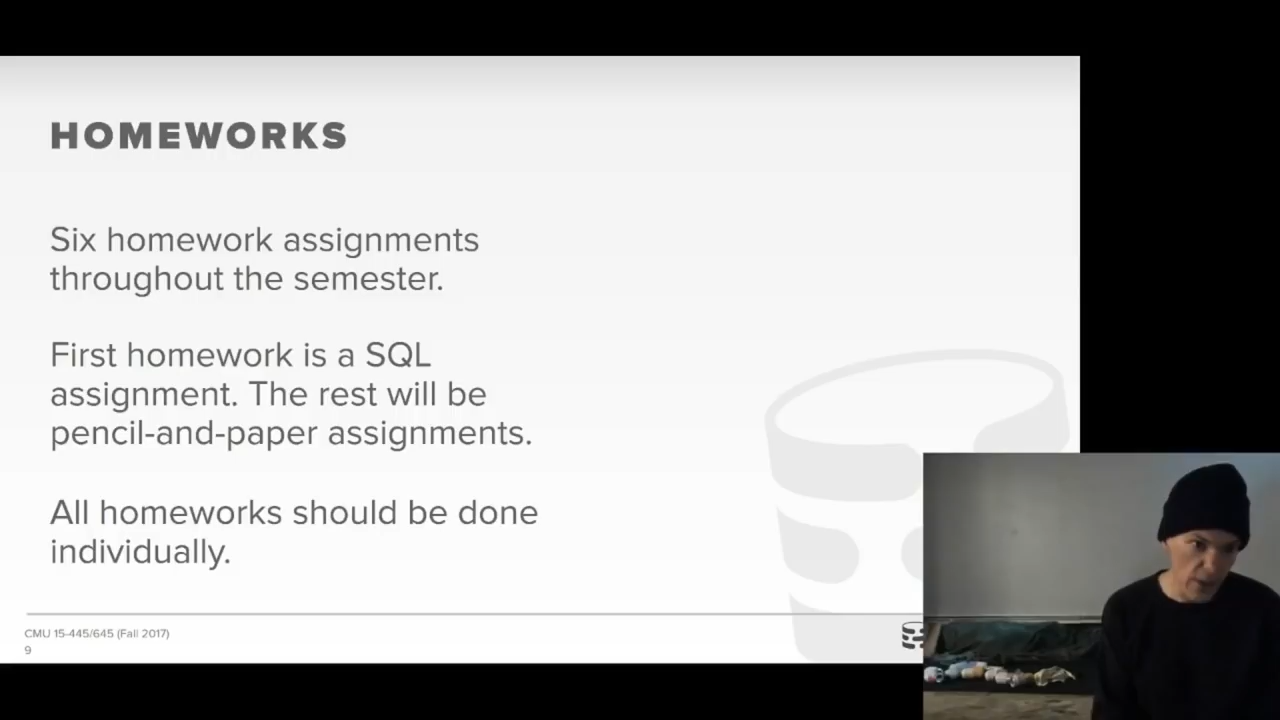 HOMEWORKS
Six homework assignments
throughout the semester.
First homework is a SQL
assignment. The rest will be
pencil-and-paper assignments.
All homeworks should be done
individually.
CMU 15-445/645 (Fall 2017)
9